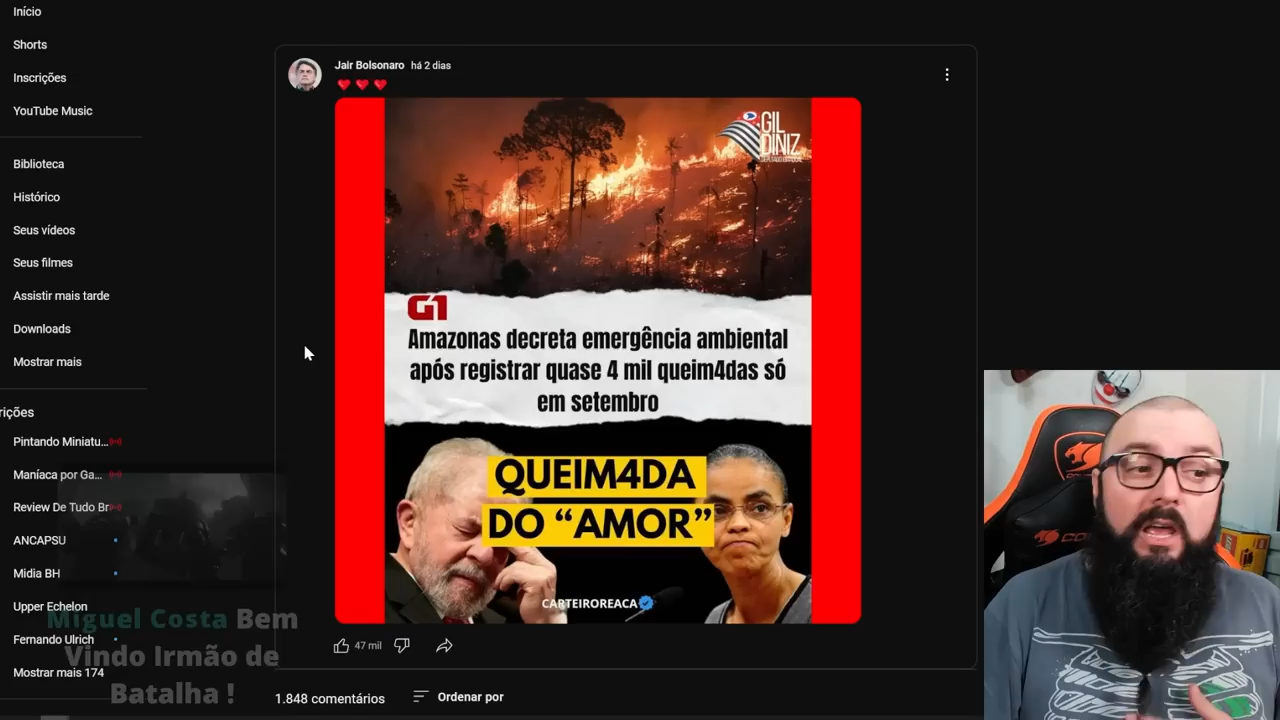 Início
Shorts
Inscrições
YouTube Music
Biblioteca
Histórico
Seus vídeos
Seus filmes
Assistir mais tarde
Downloads
Mostrar mais
rições
Pintando Miniatu...
Maníaca por Ga...
Review De Tudo Br
ANCAPSU
Midia BH
Upper Echelon
Fernando Ulrich
Mostrar mais 174
Miguel Costa Bem
Vindo Irmão de
Batalha !
Jair Bolsonaro há 2 dias
GIL
DINIZ
DEPUTADO ESTADUAL
G1
Amazonas decreta emergência ambiental
após registrar quase 4 mil queim4das só
em setembro
QUEIM4DA
DO “AMOR”
CARTEIROREACA
47 mil
1.848 comentários
Ordenar por